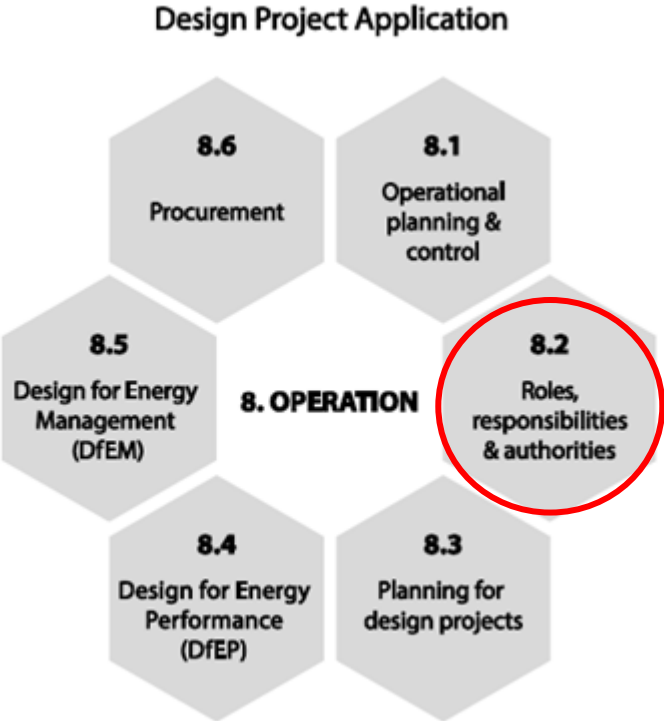 Design Project Application
8.6
Procurement
8.1
Operational
planning &
control
8.5
Design for Energy
Management
(DfEM)
8. OPERATION
8.2
Roles,
responsibilities
& authorities
8.4
Design for Energy
Performance
(DfEP)
8.3
Planning for
design projects